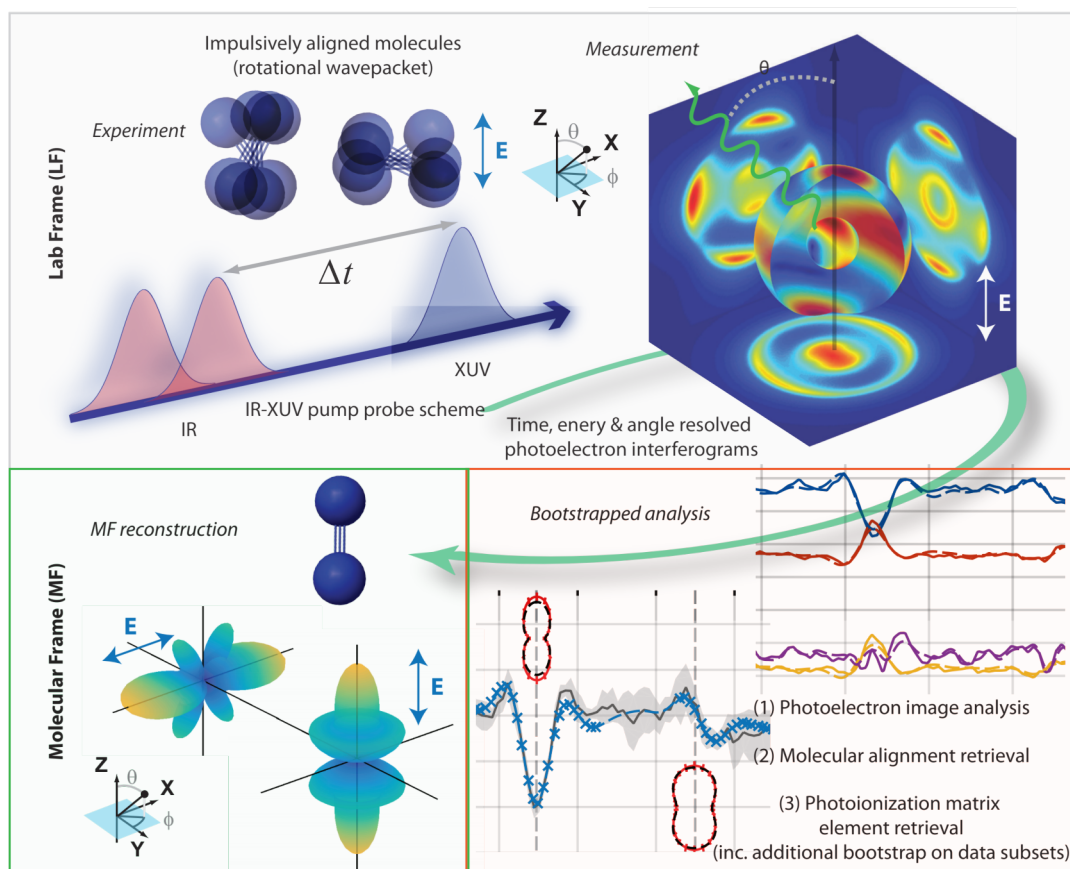 Impulsively aligned molecules
(rotational wavepacket)
Measurement
θ
Experiment
E
Z
θ
X
ϕ
Y
Lab Frame (LF)
Δt
E
XUV
IR-XUV pump probe scheme
IR
Time, enery & angle resolved
photoelectron interferograms
MF reconstruction
Bootstrapped analysis
Molecular Frame (MF)
E
E
Z
θ
X
ϕ
Y
(1) Photoelectron image analysis
(2) Molecular alignment retrieval
(3) Photoionization matrix
element retrieval
(inc. additional bootstrap on data subsets)